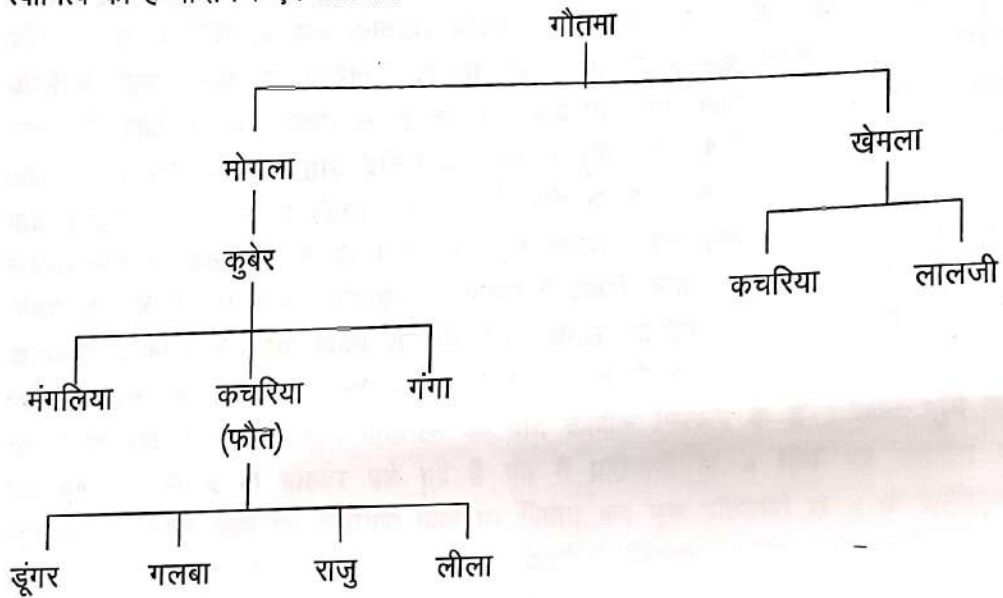 गौतमा
मोगला खेमला
कुबेर
कचरिया लालजी
मंगलिया कचरिया गंगा
(फौत)
डूंगर गलबा राजु लीला